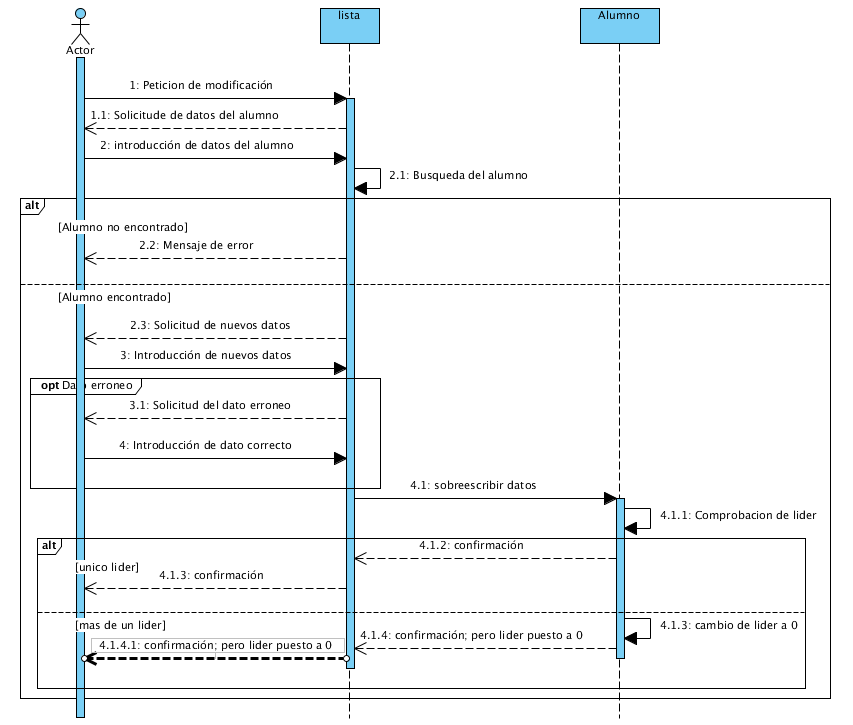 lista
Alumno
Actor
1: Peticion de modificación
1.1: Solicitude de datos del alumno
2: introducción de datos del alumno
2.1: Busqueda del alumno
alt
[Alumno no encontrado]
2.2: Mensaje de error
[Alumno encontrado]
2.3: Solicitud de nuevos datos
3: Introducción de nuevos datos
opt Dato erroneo
3.1: Solicitud del dato erroneo
4: Introducción de dato correcto
4.1: sobreescribir datos
4.1.1: Comprobacion de lider
alt
4.1.2: confirmación
[unico lider]
4.1.3: confirmación
[mas de un lider]
4.1.3: cambio de lider a 0
4.1.4: confirmación; pero lider puesto a 0
4.1.4.1: confirmación; pero lider puesto a 0